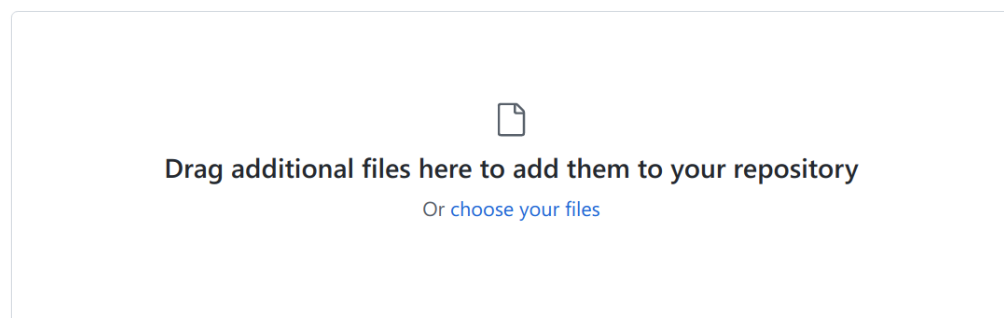 Drag additional files here to add them to your repository
Or choose your files